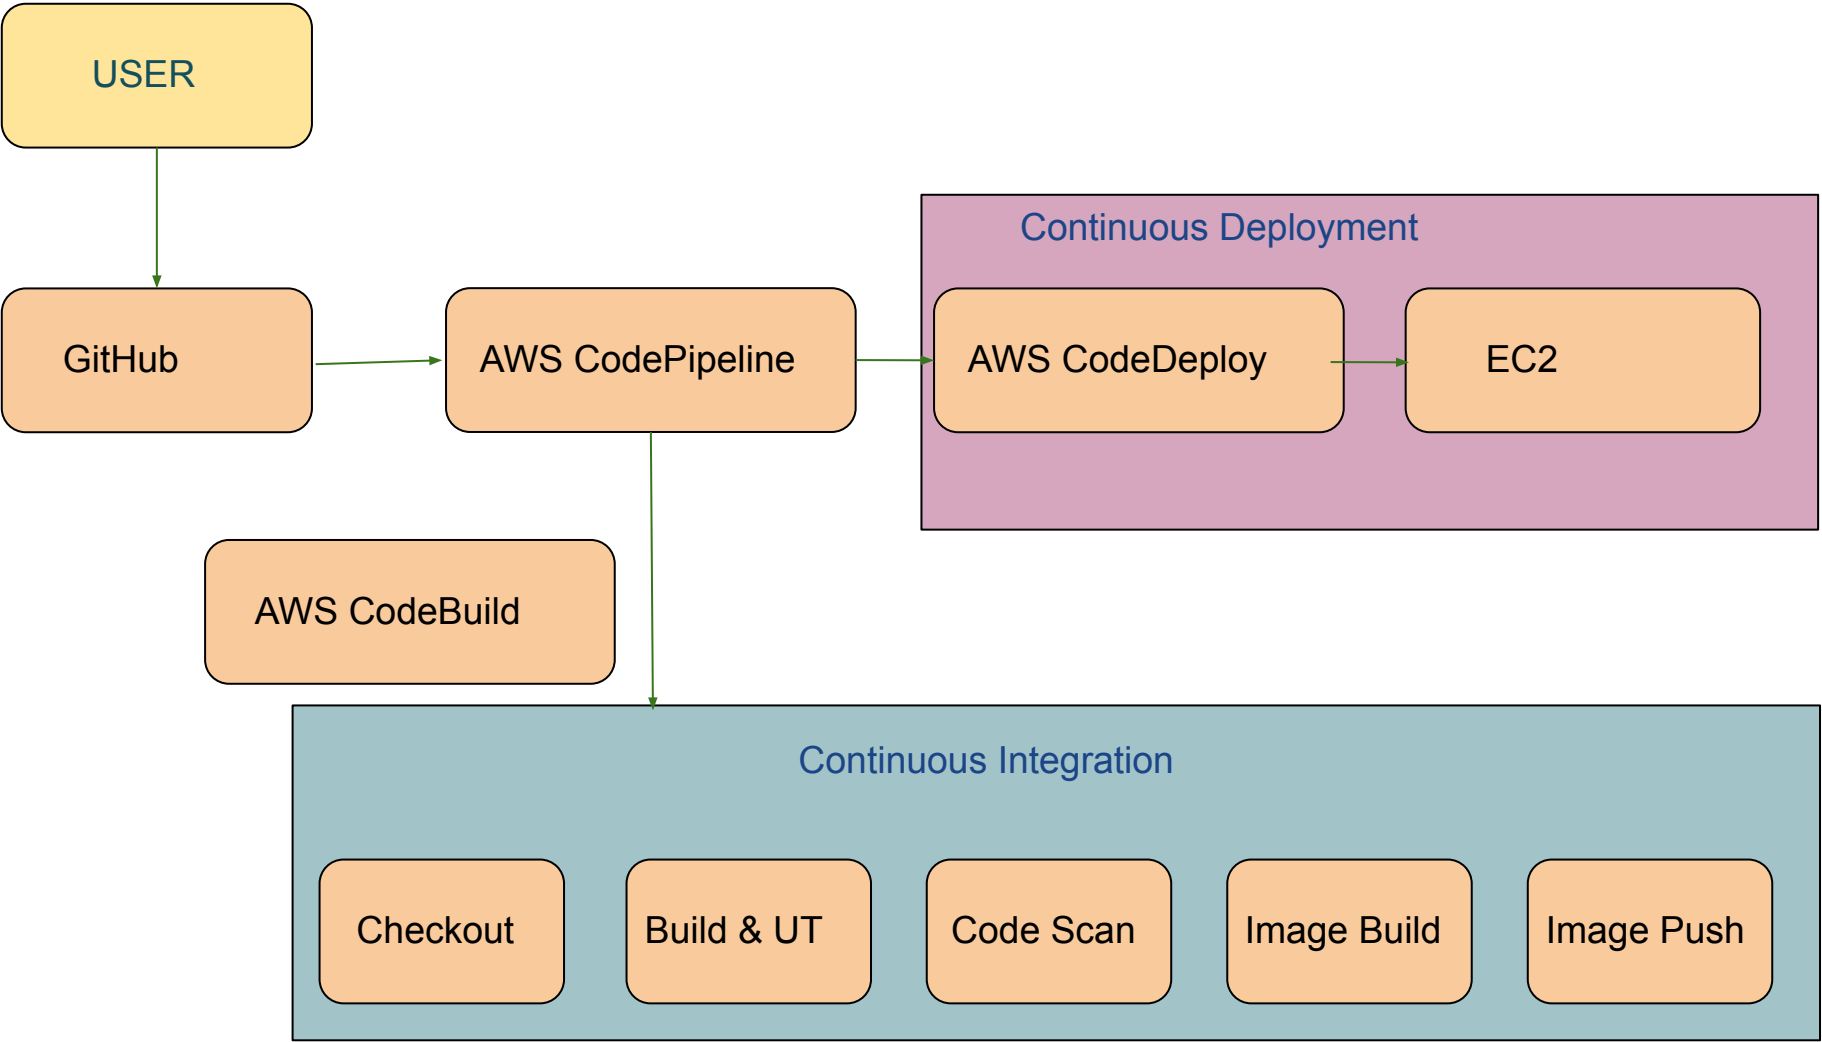 USER
Continuous Deployment
GitHub
AWS CodePipeline
AWS CodeDeploy
EC2
AWS CodeBuild
Continuous Integration
Checkout
Build & UT
Code Scan
Image Build
Image Push